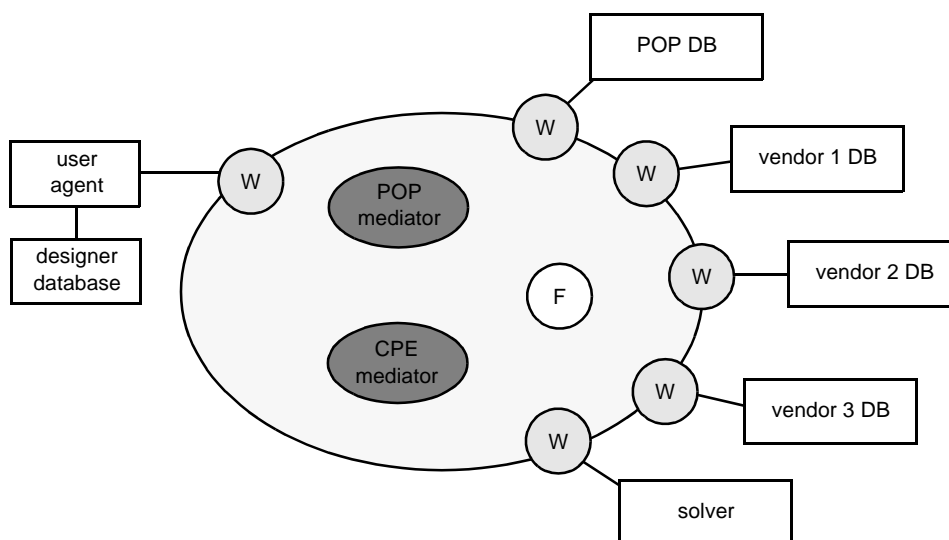 POP DB
W
vendor 1 DB
W
user
agent
W
POP
mediator
designer
database
W
vendor 2 DB
F
CPE
mediator
W
vendor 3 DB
W
solver